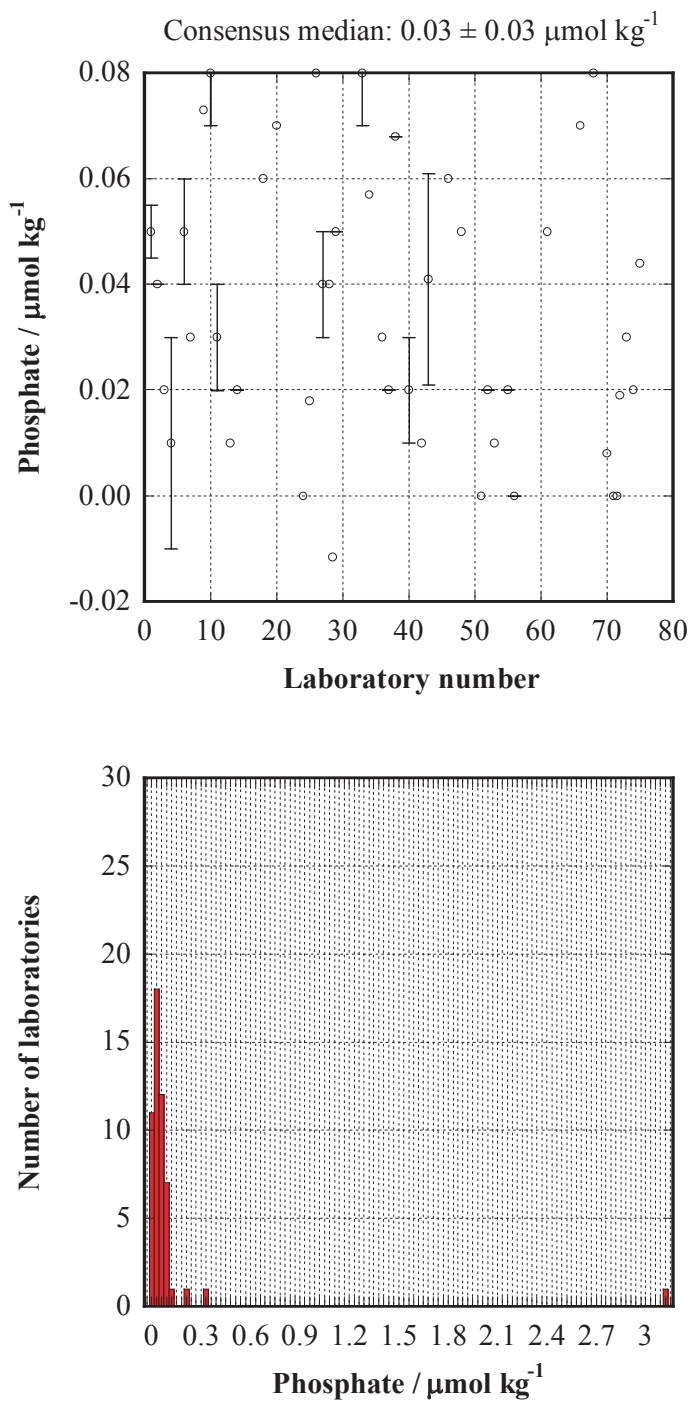 Consensus median: 0.03 ± 0.03 μmol kg⁻¹
0.08
0.06
0.04
0.02
0.00
-0.02
Phosphate / μmol kg⁻¹
0 10 20 30 40 50 60 70 80
Laboratory number
30
25
20
15
10
5
0
Number of laboratories
0 0.3 0.6 0.9 1.2 1.5 1.8 2.1 2.4 2.7 3
Phosphate / μmol kg⁻¹